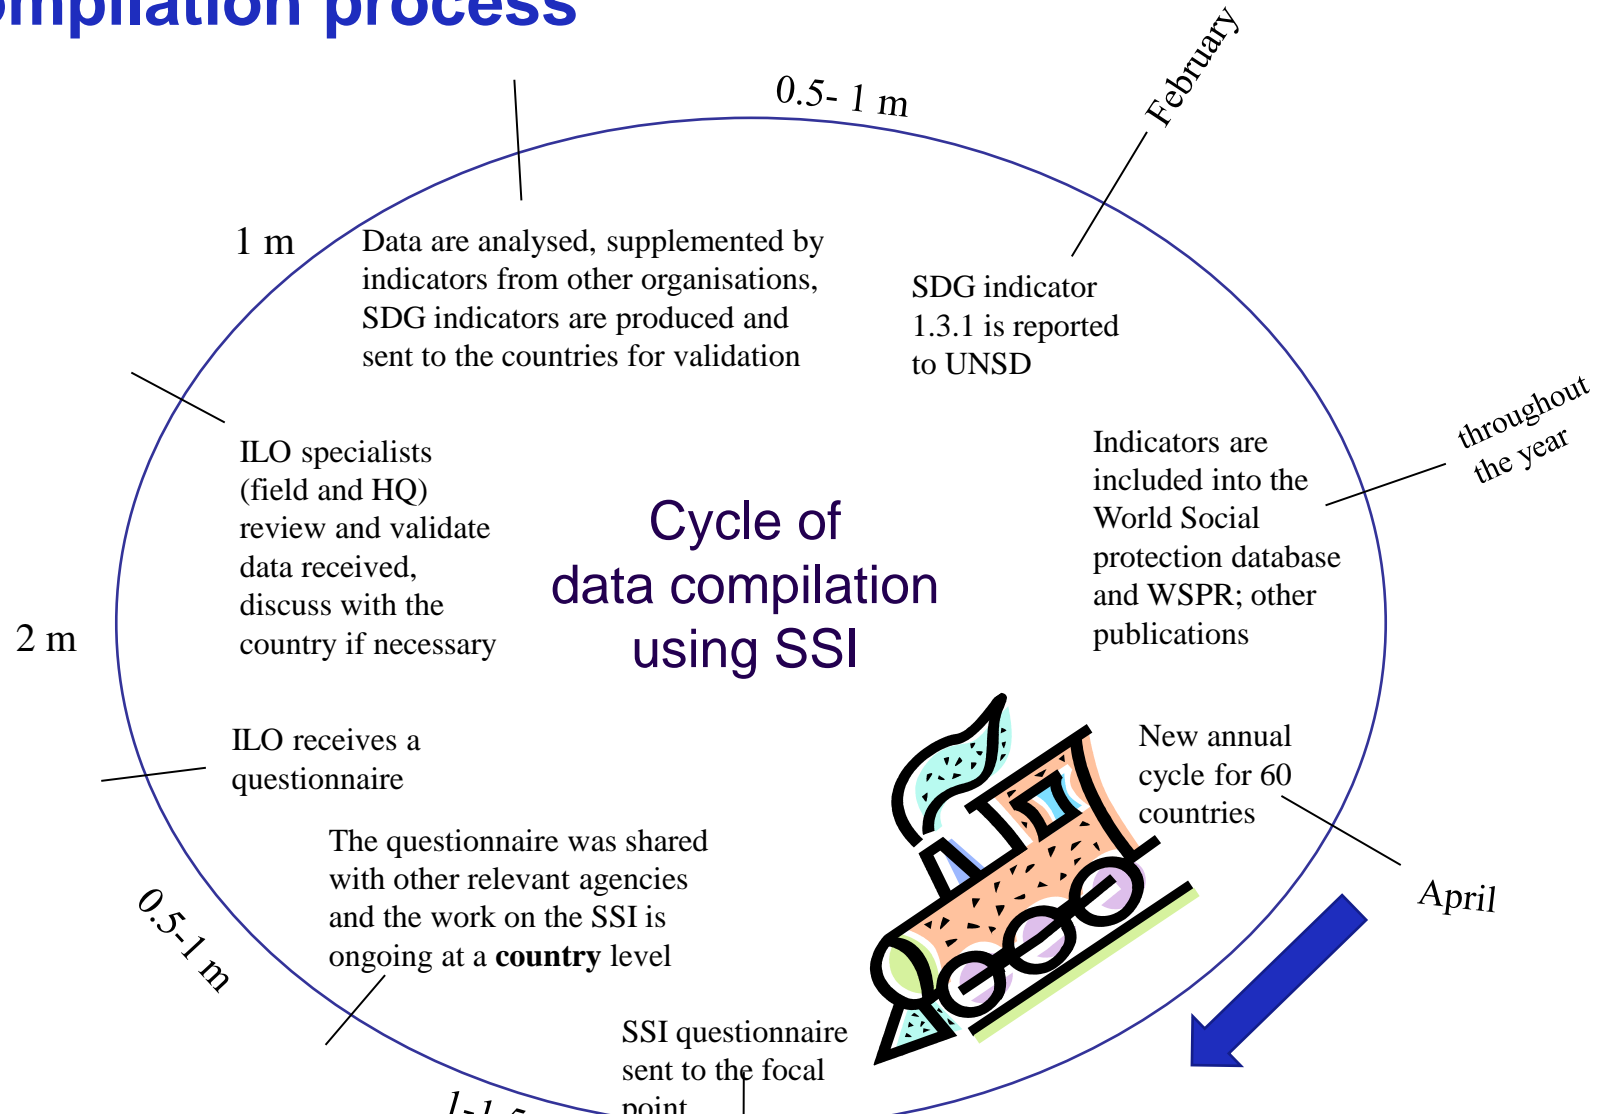 process
0.5- 1 m
February
1 m
Data are analysed, supplemented by
indicators from other organisations,
SDG indicators are produced and
sent to the countries for validation
SDG indicator
1.3.1 is reported
to UNSD
throughout
the year
ILO specialists
(field and HQ)
review and validate
data received,
discuss with the
country if necessary
Indicators are
included into the
World Social
protection database
and WSPR; other
publications
Cycle of
data compilation
using SSI
2 m
ILO receives a
questionnaire
New annual
cycle for 60
countries
The questionnaire was shared
with other relevant agencies
and the work on the SSI is
ongoing at a country level
April
0.5-1 m
SSI questionnaire
sent to the focal
point